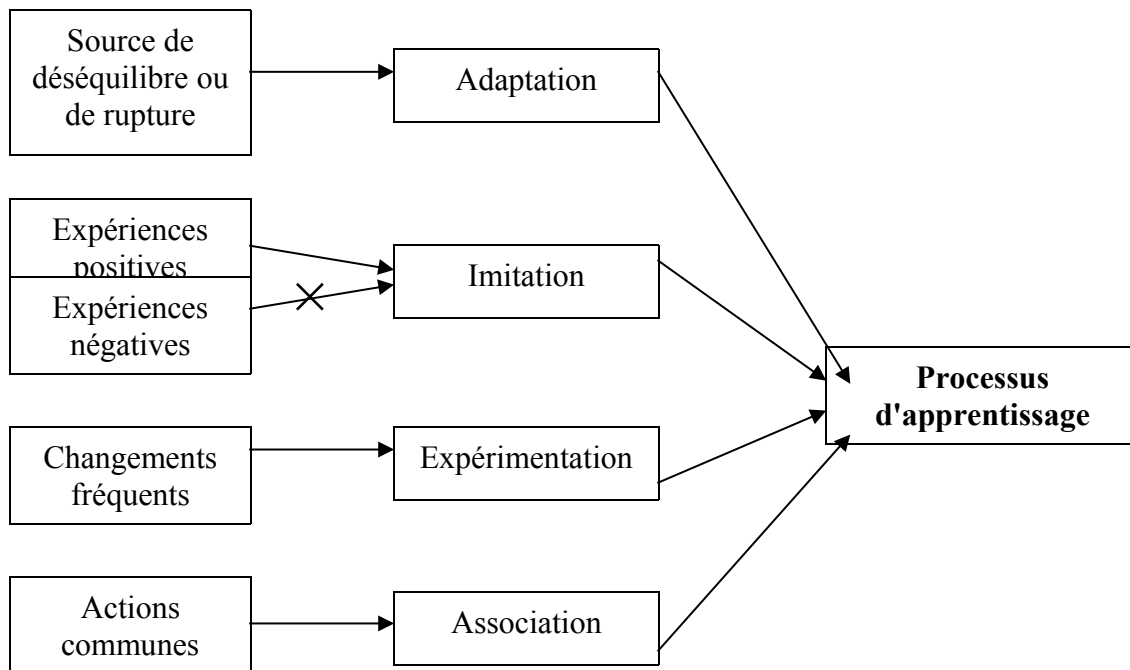 Source de
déséquilibre ou
de rupture
Adaptation
Expériences
positives
Imitation
Expériences
négatives
Processus
d'apprentissage
Changements
fréquents
Expérimentation
Actions
communes
Association